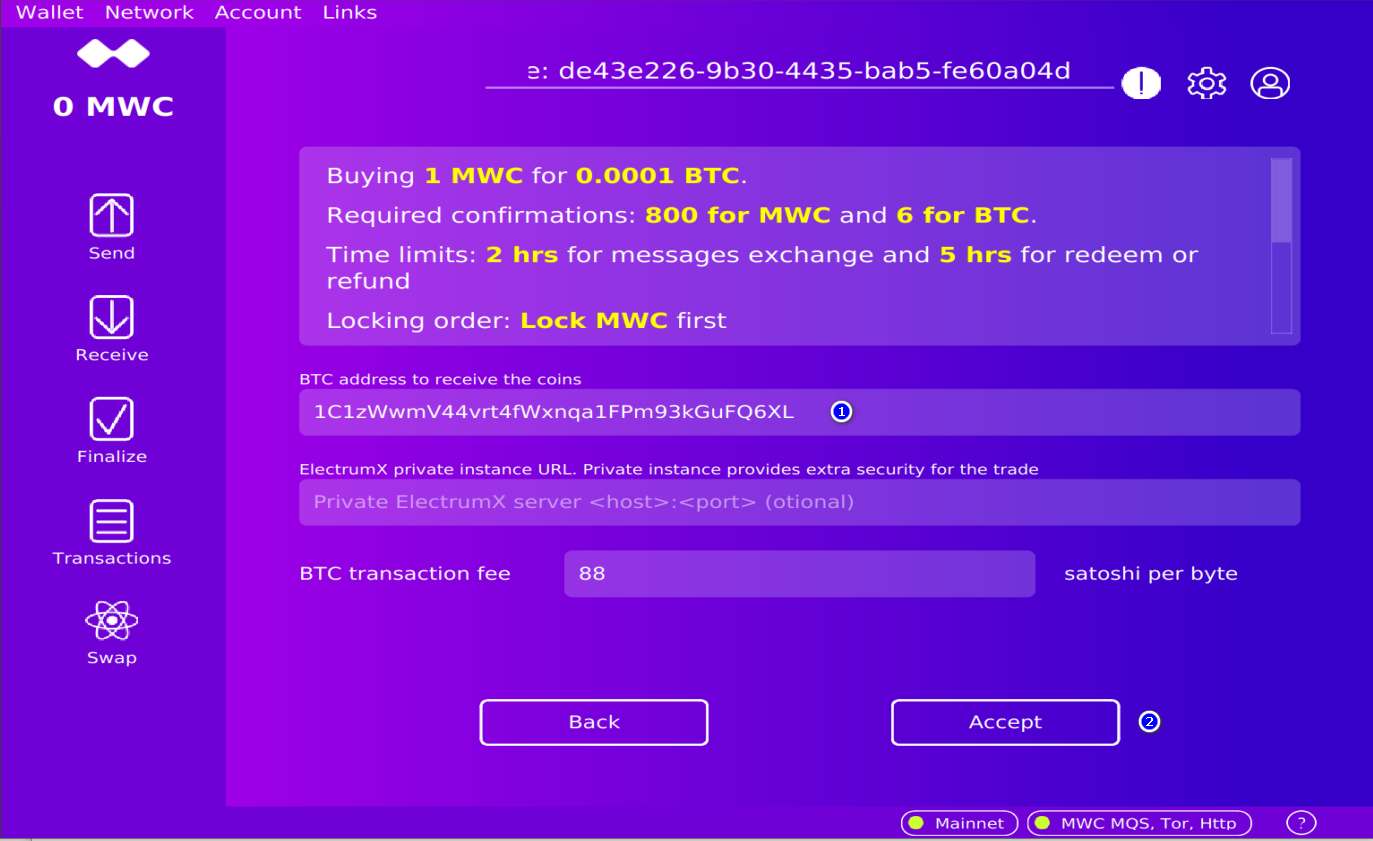 Wallet Network Account Links
0 MWC
e: de43e226-9b30-4435-bab5-fe60a04d
Send
Receive
Finalize
Transactions
Swap
Buying 1 MWC for 0.0001 BTC.
Required confirmations: 800 for MWC and 6 for BTC.
Time limits: 2 hrs for messages exchange and 5 hrs for redeem or
refund
Locking order: Lock MWC first
BTC address to receive the coins
1C1zWwmV44vrt4fWxnqa1FPm93kGuFQ6XL 1
ElectrumX private instance URL. Private instance provides extra security for the trade
Private ElectrumX server <host>:<port> (otional)
BTC transaction fee 88 satoshi per byte
Back Accept 2
Mainnet MWC MQS, Tor, Http ?